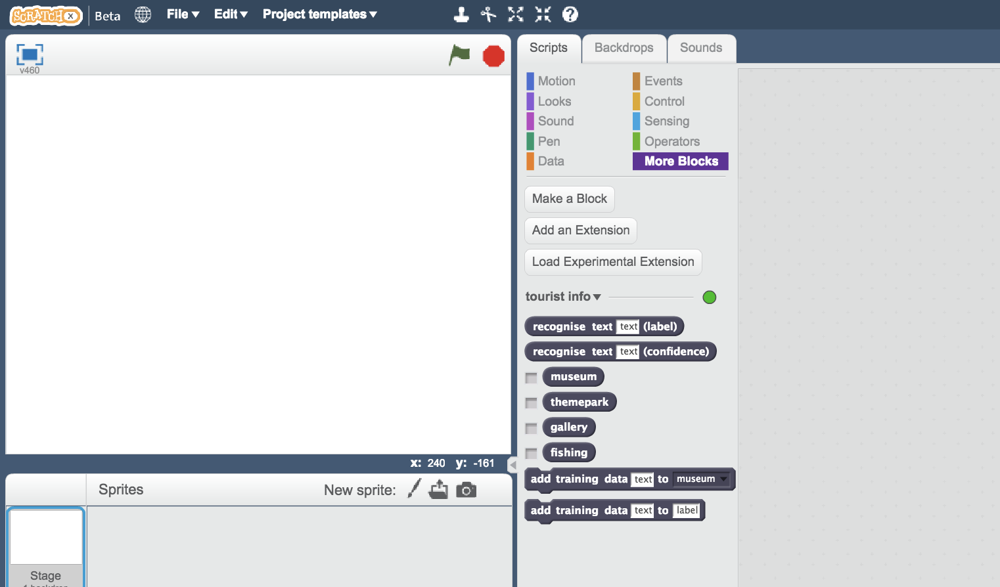 SCRATCH X Beta File Edit Project templates
v460
Scripts Backdrops Sounds
Motion Events
Looks Control
Sound Sensing
Pen Operators
Data More Blocks
Make a Block
Add an Extension
Load Experimental Extension
tourist info
recognise text text (label)
recognise text text (confidence)
museum
themepark
gallery
fishing
add training data text to museum
add training data text to label
x: 240 y: -161
Sprites New sprite:
Stage
1 backdrop